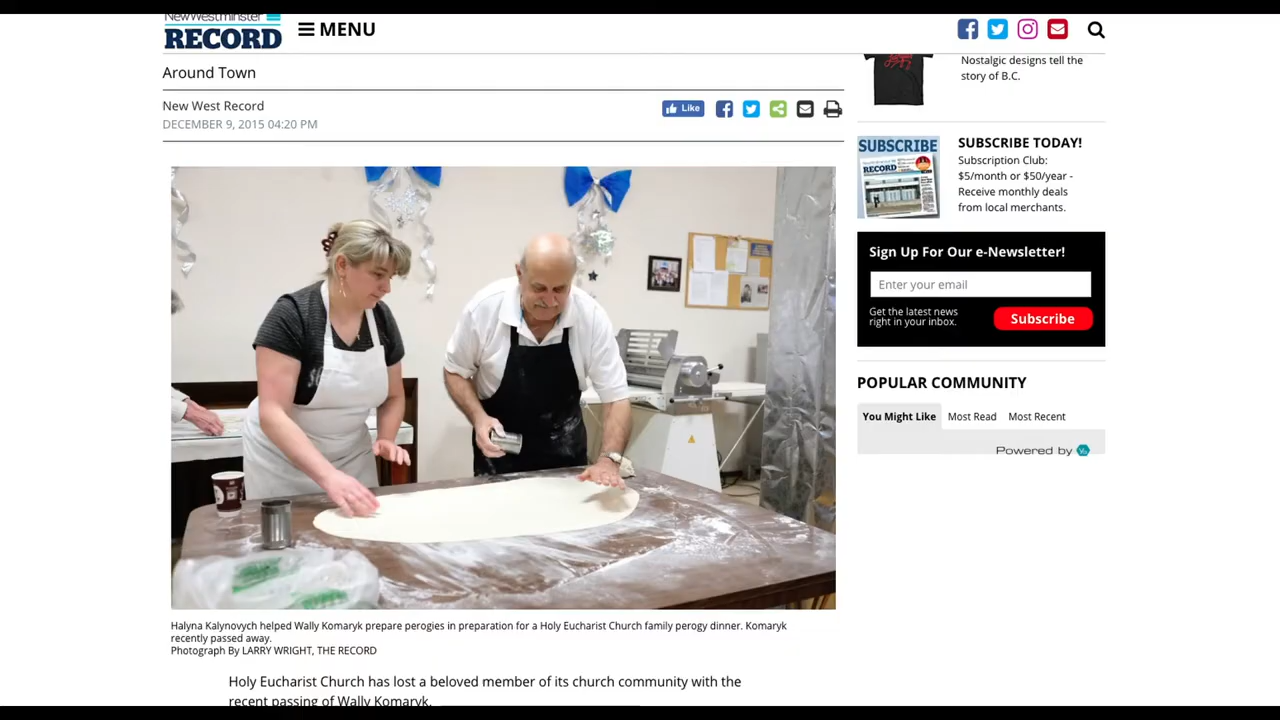 New Westminster
RECORD
MENU
Around Town
New West Record
DECEMBER 9, 2015 04:20 PM
Like
Nostalgic designs tell the
story of B.C.
SUBSCRIBE
RECORD
SUBSCRIBE TODAY!
Subscription Club:
$5/month or $50/year -
Receive monthly deals
from local merchants.
Sign Up For Our e-Newsletter!
Enter your email
Get the latest news
right in your inbox.
Subscribe
POPULAR COMMUNITY
You Might Like
Most Read
Most Recent
Powered by
Halyna Kalynovych helped Wally Komaryk prepare perogies in preparation for a Holy Eucharist Church family perogy dinner. Komaryk
recently passed away.
Photograph By LARRY WRIGHT, THE RECORD
Holy Eucharist Church has lost a beloved member of its church community with the
recent passing of Wally Komaryk.